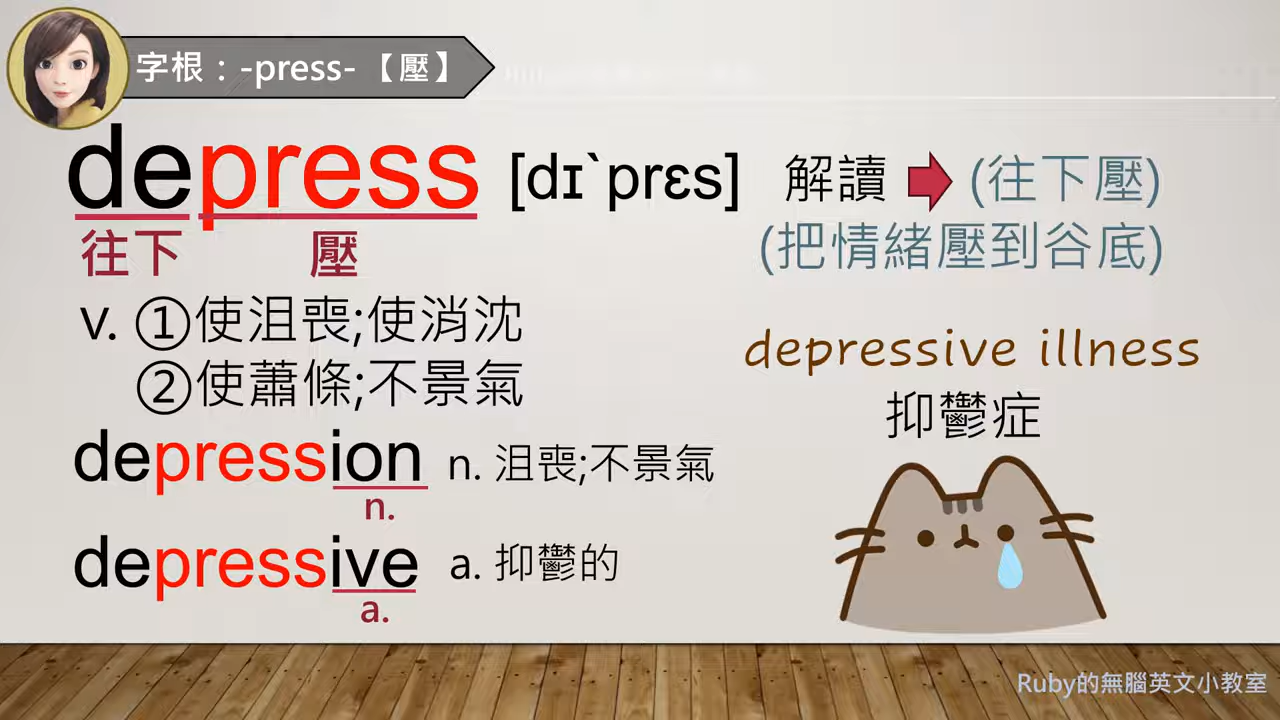 字根：-press-【壓】
depress [dɪˋprɛs] 解讀 (往下壓)
往下 壓 (把情緒壓到谷底)
v. ①使沮喪;使消沈
②使蕭條;不景氣
depressive illness
抑鬱症
depression n. 沮喪;不景氣
n.
depressive a. 抑鬱的
a.
Ruby的無腦英文小教室